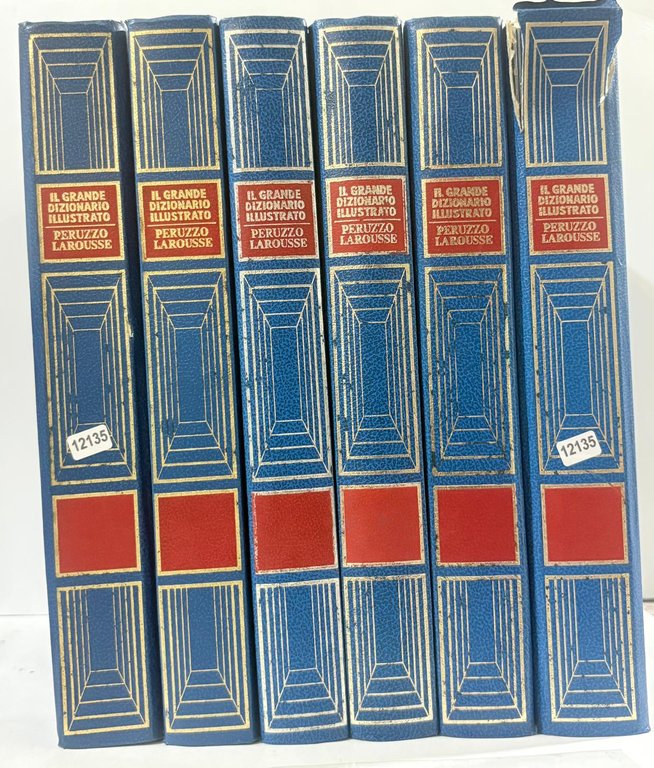 IL GRANDE
DIZIONARIO
ILLUSTRATO
PERUZZO
LAROUSSE
12135
IL GRANDE
DIZIONARIO
ILLUSTRATO
PERUZZO
LAROUSSE
IL GRANDE
DIZIONARIO
ILLUSTRATO
PERUZZO
LAROUSSE
IL GRANDE
DIZIONARIO
ILLUSTRATO
PERUZZO
LAROUSSE
IL GRANDE
DIZIONARIO
ILLUSTRATO
PERUZZO
LAROUSSE
IL GRANDE
DIZIONARIO
ILLUSTRATO
PERUZZO
LAROUSSE
12135